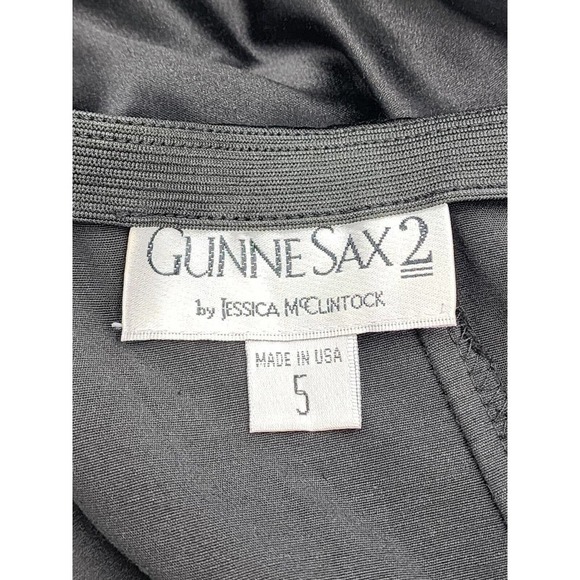 GUNNE SAX 2
by JESSICA McCLINTOCK
MADE IN USA
5